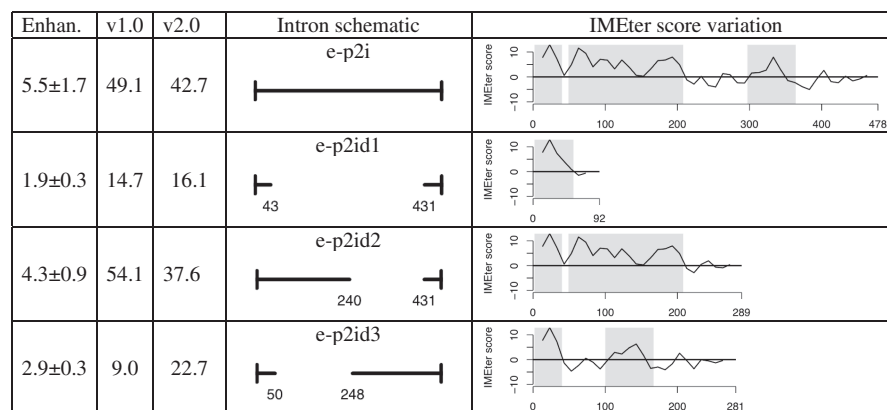 Enhan. v1.0 v2.0 Intron schematic IMEter score variation
5.5±1.7 49.1 42.7 e-p2i
IMEter score
10
0
−10
0 100 200 300 400 478
1.9±0.3 14.7 16.1 e-p2id1
43 431
IMEter score
10
0
−10
0 92
4.3±0.9 54.1 37.6 e-p2id2
240 431
IMEter score
10
0
−10
0 100 200 289
2.9±0.3 9.0 22.7 e-p2id3
50 248
IMEter score
10
0
−10
0 100 200 281